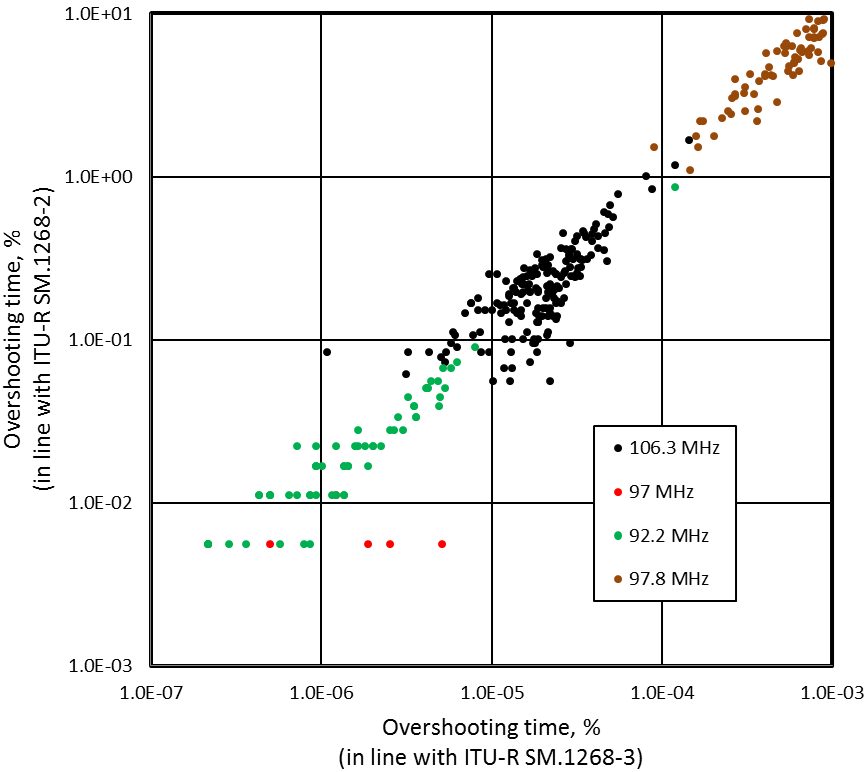 1.0E+01
1.0E+00
1.0E-01
1.0E-02
1.0E-03
Overshooting time, %
(in line with ITU-R SM.1268-2)
106.3 MHz
97 MHz
92.2 MHz
97.8 MHz
1.0E-07 1.0E-06 1.0E-05 1.0E-04 1.0E-03
Overshooting time, %
(in line with ITU-R SM.1268-3)